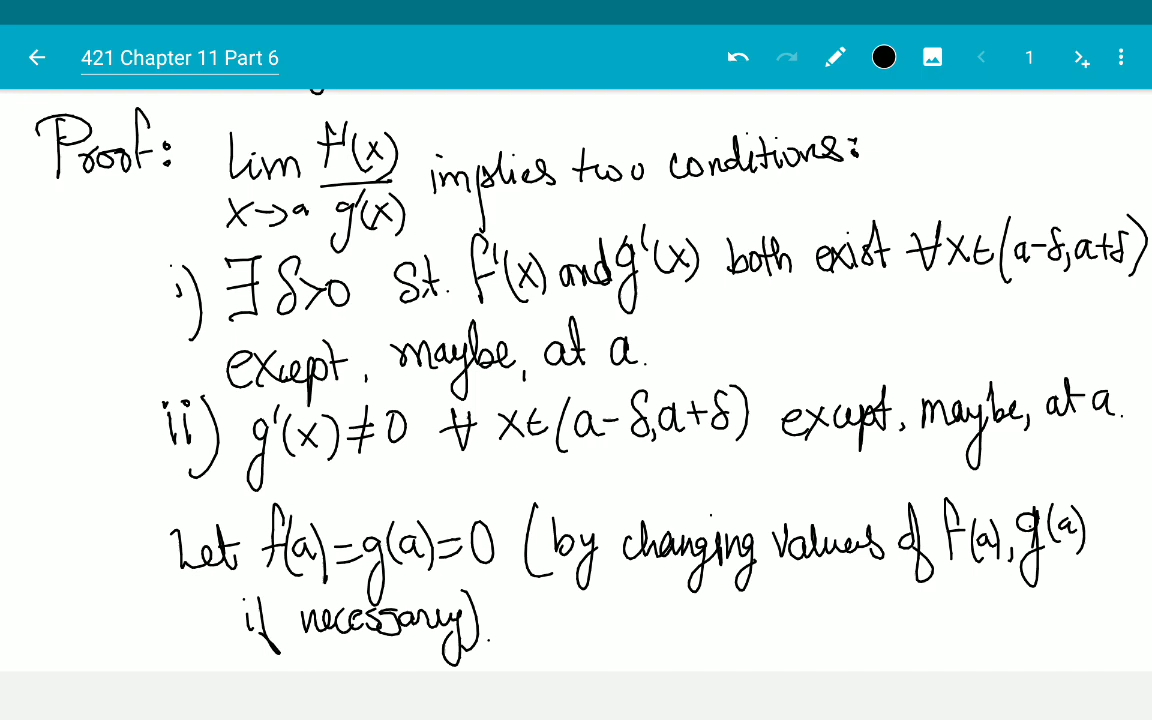 421 Chapter 11 Part 6
1
Proof: lim x→a f'(x)/g'(x) implies two conditions:
i) ∃ δ>0 St. f'(x) and g'(x) both exist ∀x∈(a-δ,a+δ)
except, maybe, at a.
ii) g'(x)≠0 ∀ x∈(a-δ,a+δ) except, maybe, at a.
Let f(a)=g(a)=0 (by changing values of f(a), g(a)
if necessary).